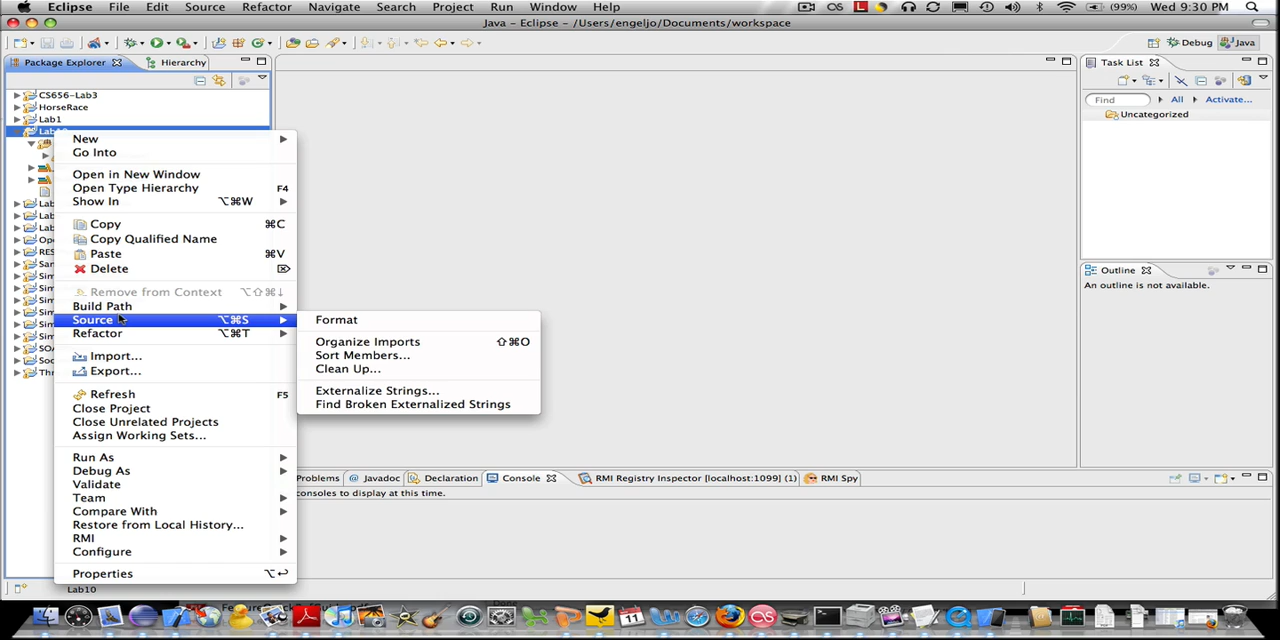 Eclipse File Edit Source Refactor Navigate Search Project Run Window Help (99%) Wed 9:30 PM
Java - Eclipse - /Users/engeljo/Documents/workspace
Debug Java
Package Explorer Hierarchy
Task List
CS656-Lab3
HorseRace
Lab1
Find All Activate...
Uncategorized
New
Go Into
Open in New Window
Open Type Hierarchy F4
Show In ⌥⌘W
Copy ⌘C
Copy Qualified Name
Paste ⌘V
Delete ⌦
Remove from Context ⌥⇧⌘↓
Build Path
Source ⌥⌘S
Refactor ⌥⌘T
Import...
Export...
Refresh F5
Close Project
Close Unrelated Projects
Assign Working Sets...
Run As
Debug As
Validate
Team
Compare With
Restore from Local History...
RMI
Configure
Properties ⌥↩
Format
Organize Imports ⇧⌘O
Sort Members...
Clean Up...
Externalize Strings...
Find Broken Externalized Strings
Outline
An outline is not available.
Problems @ Javadoc Declaration Console RMI Registry Inspector [localhost:1099] (1) RMI Spy
consoles to display at this time.
Lab10